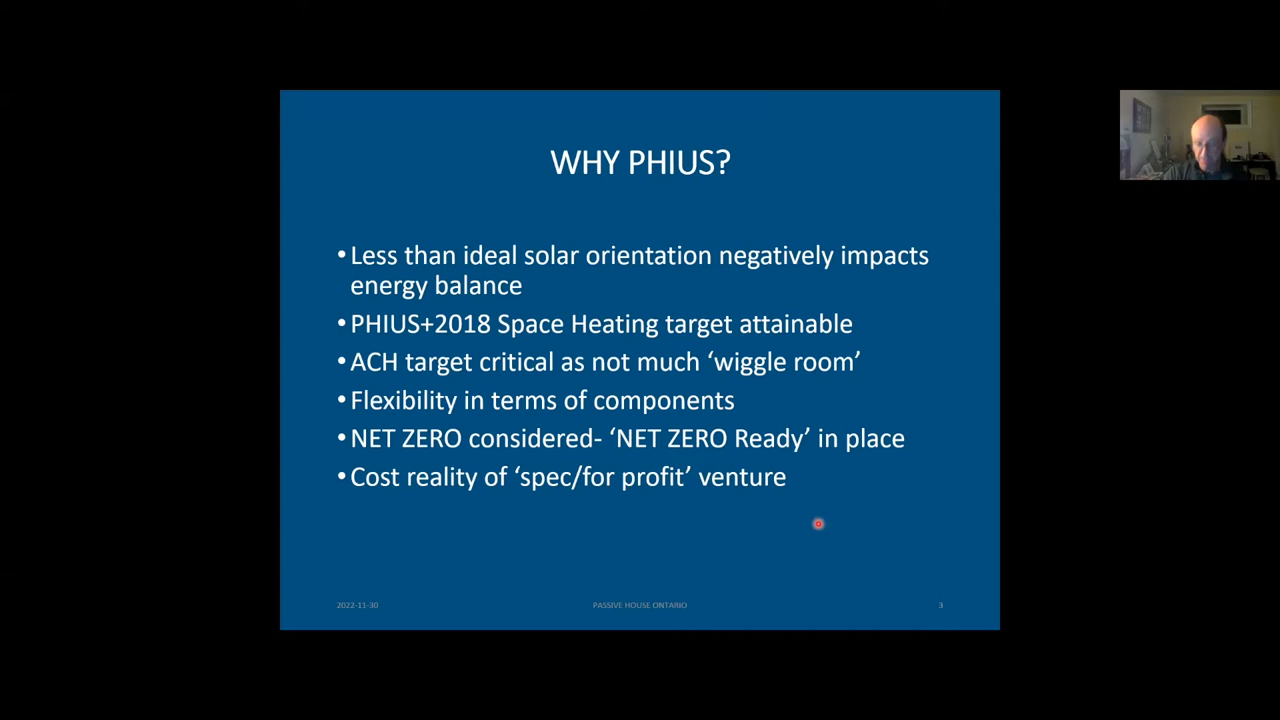 WHY PHIUS?
•Less than ideal solar orientation negatively impacts
energy balance
•PHIUS+2018 Space Heating target attainable
•ACH target critical as not much ‘wiggle room’
•Flexibility in terms of components
•NET ZERO considered- ‘NET ZERO Ready’ in place
•Cost reality of ‘spec/for profit’ venture
2022-11-30 PASSIVE HOUSE ONTARIO 3